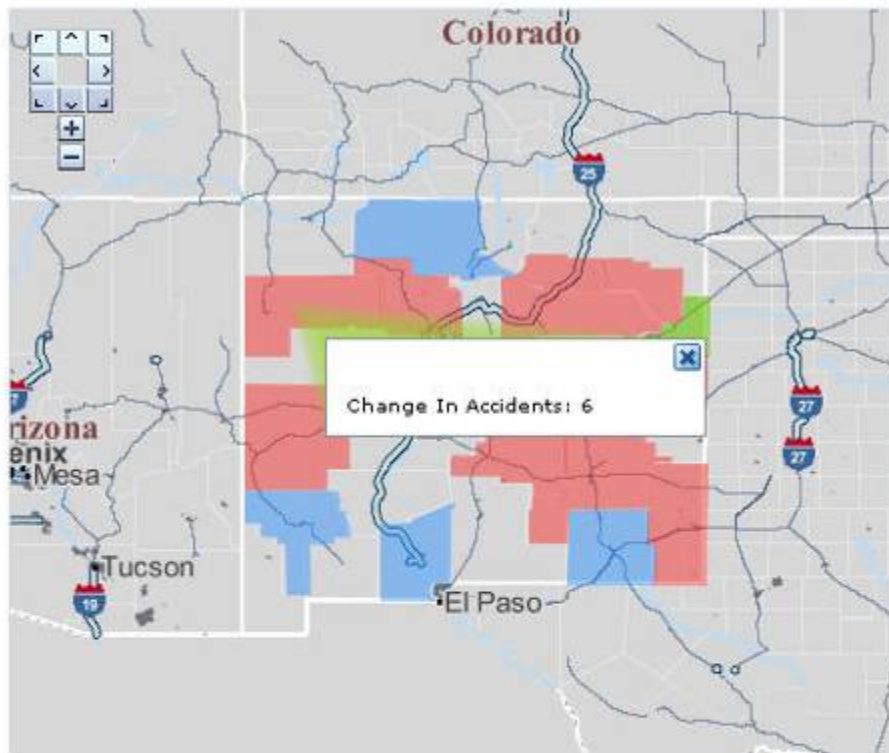 Colorado
25
Change In Accidents: 6
27
27
rizona
enix
Mesa
Tucson
19
El Paso